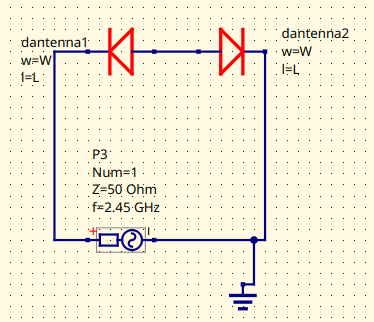 dantenna1
w=W
l=L
dantenna2
w=W
l=L
P3
Num=1
Z=50 Ohm
f=2.45 GHz